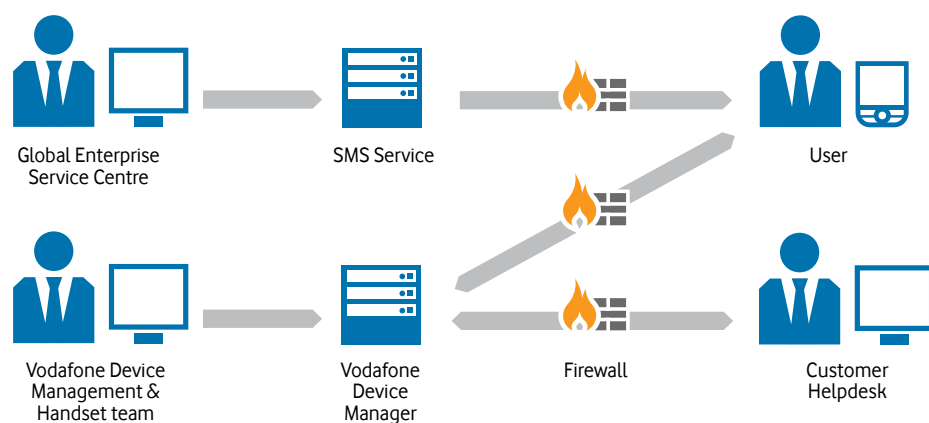 Global Enterprise
Service Centre
SMS Service
User
Vodafone Device
Management &
Handset team
Vodafone
Device
Manager
Firewall
Customer
Helpdesk